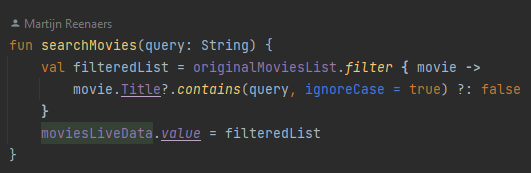 Martijn Reenaers
fun searchMovies(query: String) {
    val filteredList = originalMoviesList.filter { movie ->
        movie.Title?.contains(query, ignoreCase = true) ?: false
    }
    moviesLiveData.value = filteredList
}